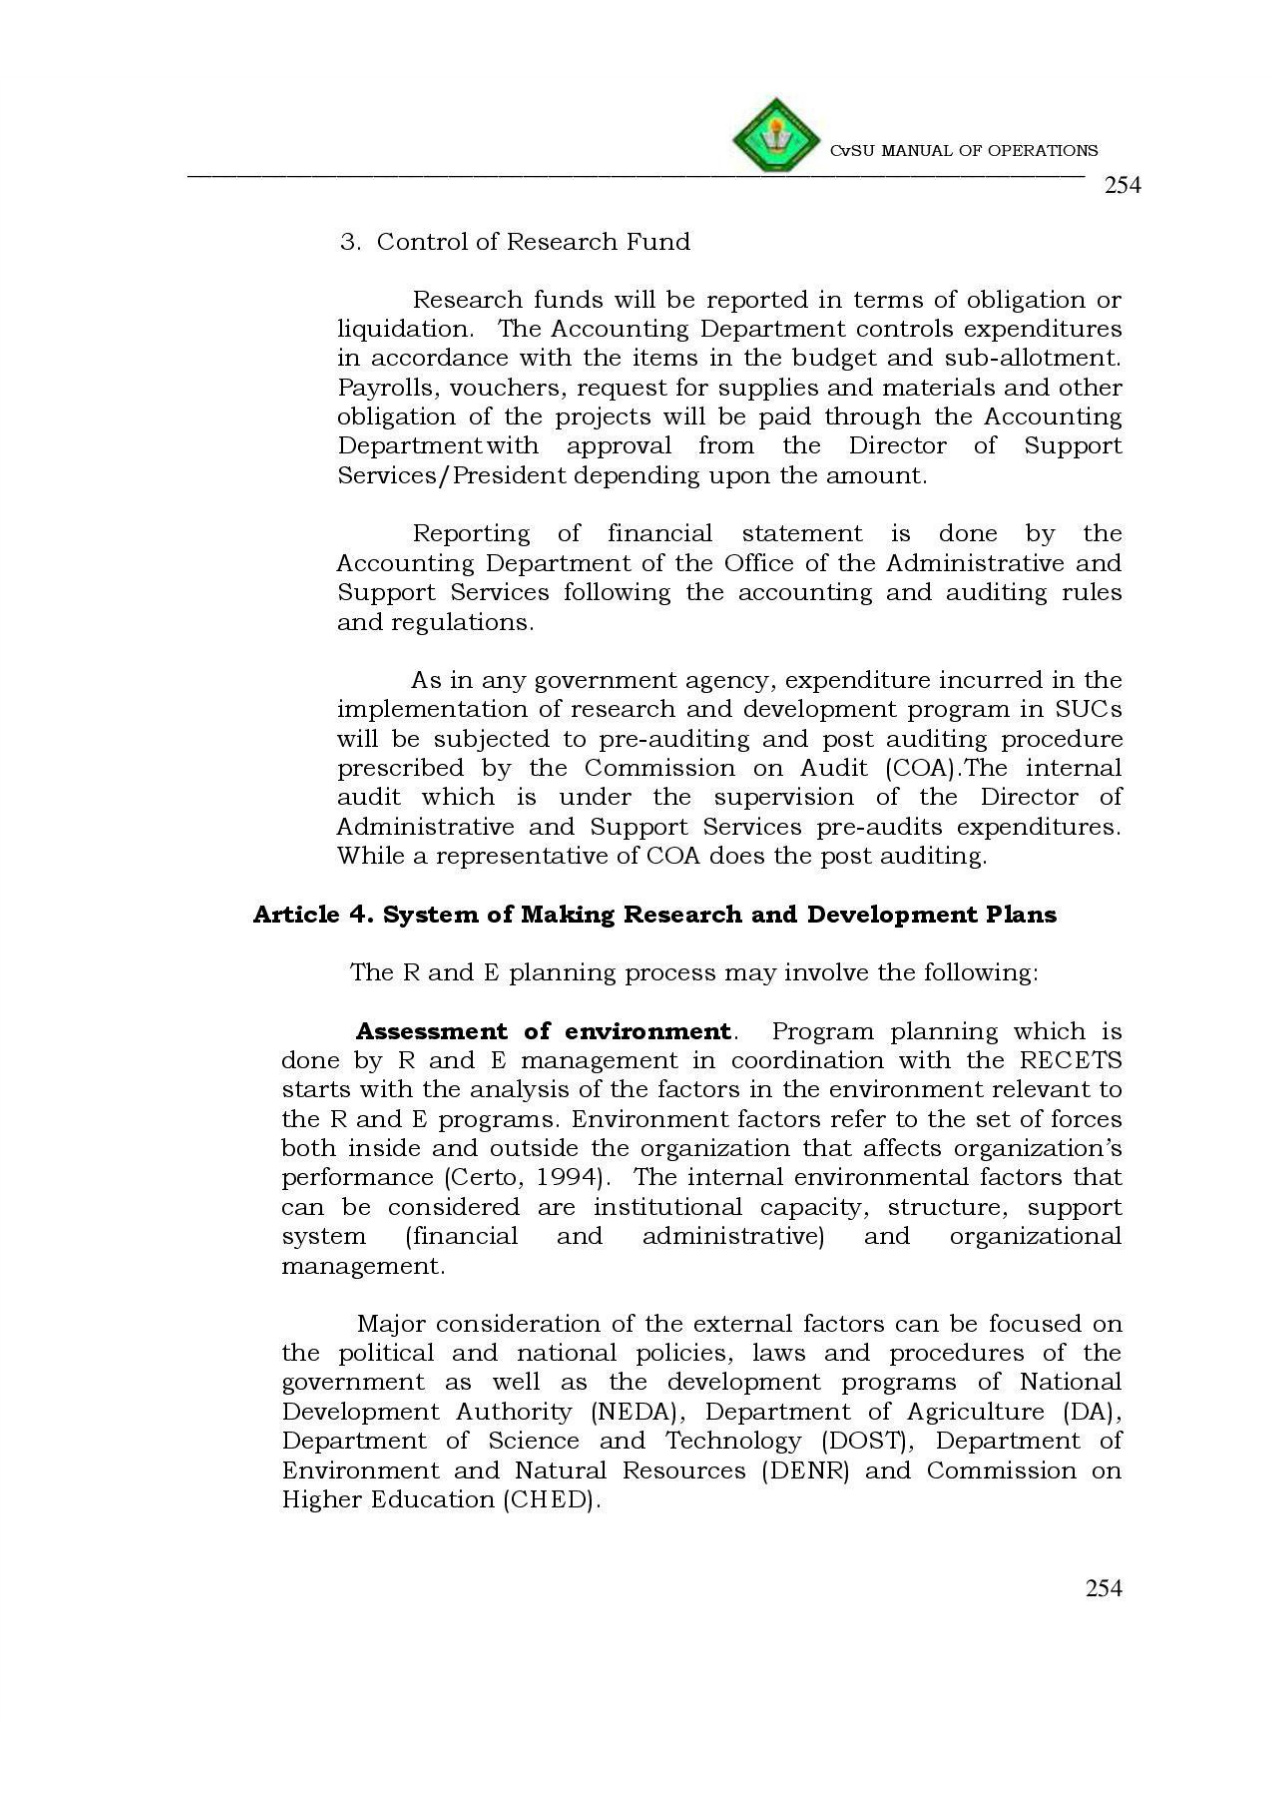 CvSU MANUAL OF OPERATIONS
254
3. Control of Research Fund
Research funds will be reported in terms of obligation or
liquidation. The Accounting Department controls expenditures
in accordance with the items in the budget and sub-allotment.
Payrolls, vouchers, request for supplies and materials and other
obligation of the projects will be paid through the Accounting
Departmentwith approval from the Director of Support
Services/President depending upon the amount.
Reporting of financial statement is done by the
Accounting Department of the Office of the Administrative and
Support Services following the accounting and auditing rules
and regulations.
As in any government agency, expenditure incurred in the
implementation of research and development program in SUCs
will be subjected to pre-auditing and post auditing procedure
prescribed by the Commission on Audit (COA).The internal
audit which is under the supervision of the Director of
Administrative and Support Services pre-audits expenditures.
While a representative of COA does the post auditing.
Article 4. System of Making Research and Development Plans
The R and E planning process may involve the following:
Assessment of environment. Program planning which is
done by R and E management in coordination with the RECETS
starts with the analysis of the factors in the environment relevant to
the R and E programs. Environment factors refer to the set of forces
both inside and outside the organization that affects organization’s
performance (Certo, 1994). The internal environmental factors that
can be considered are institutional capacity, structure, support
system (financial and administrative) and organizational
management.
Major consideration of the external factors can be focused on
the political and national policies, laws and procedures of the
government as well as the development programs of National
Development Authority (NEDA), Department of Agriculture (DA),
Department of Science and Technology (DOST), Department of
Environment and Natural Resources (DENR) and Commission on
Higher Education (CHED).
254